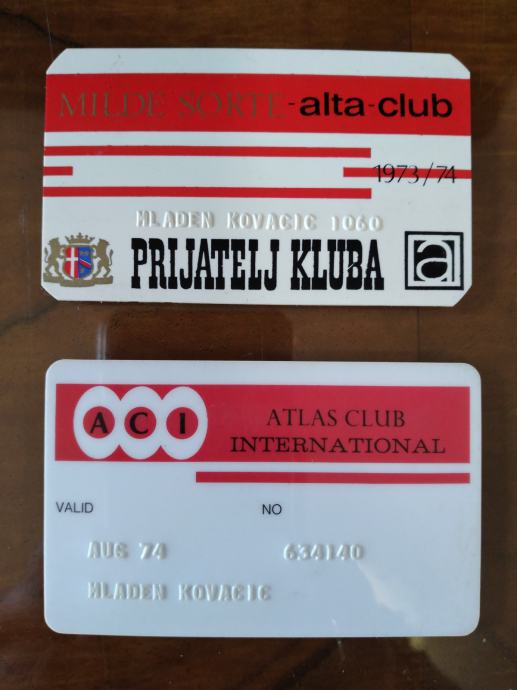 MILDE SORTE-alta-club
1973/74
MLADEN KOVACIC 1060
PRIJATELJ KLUBA
a
ACI
ATLAS CLUB
INTERNATIONAL
VALID NO
AUG 74 634140
MLADEN KOVACIC